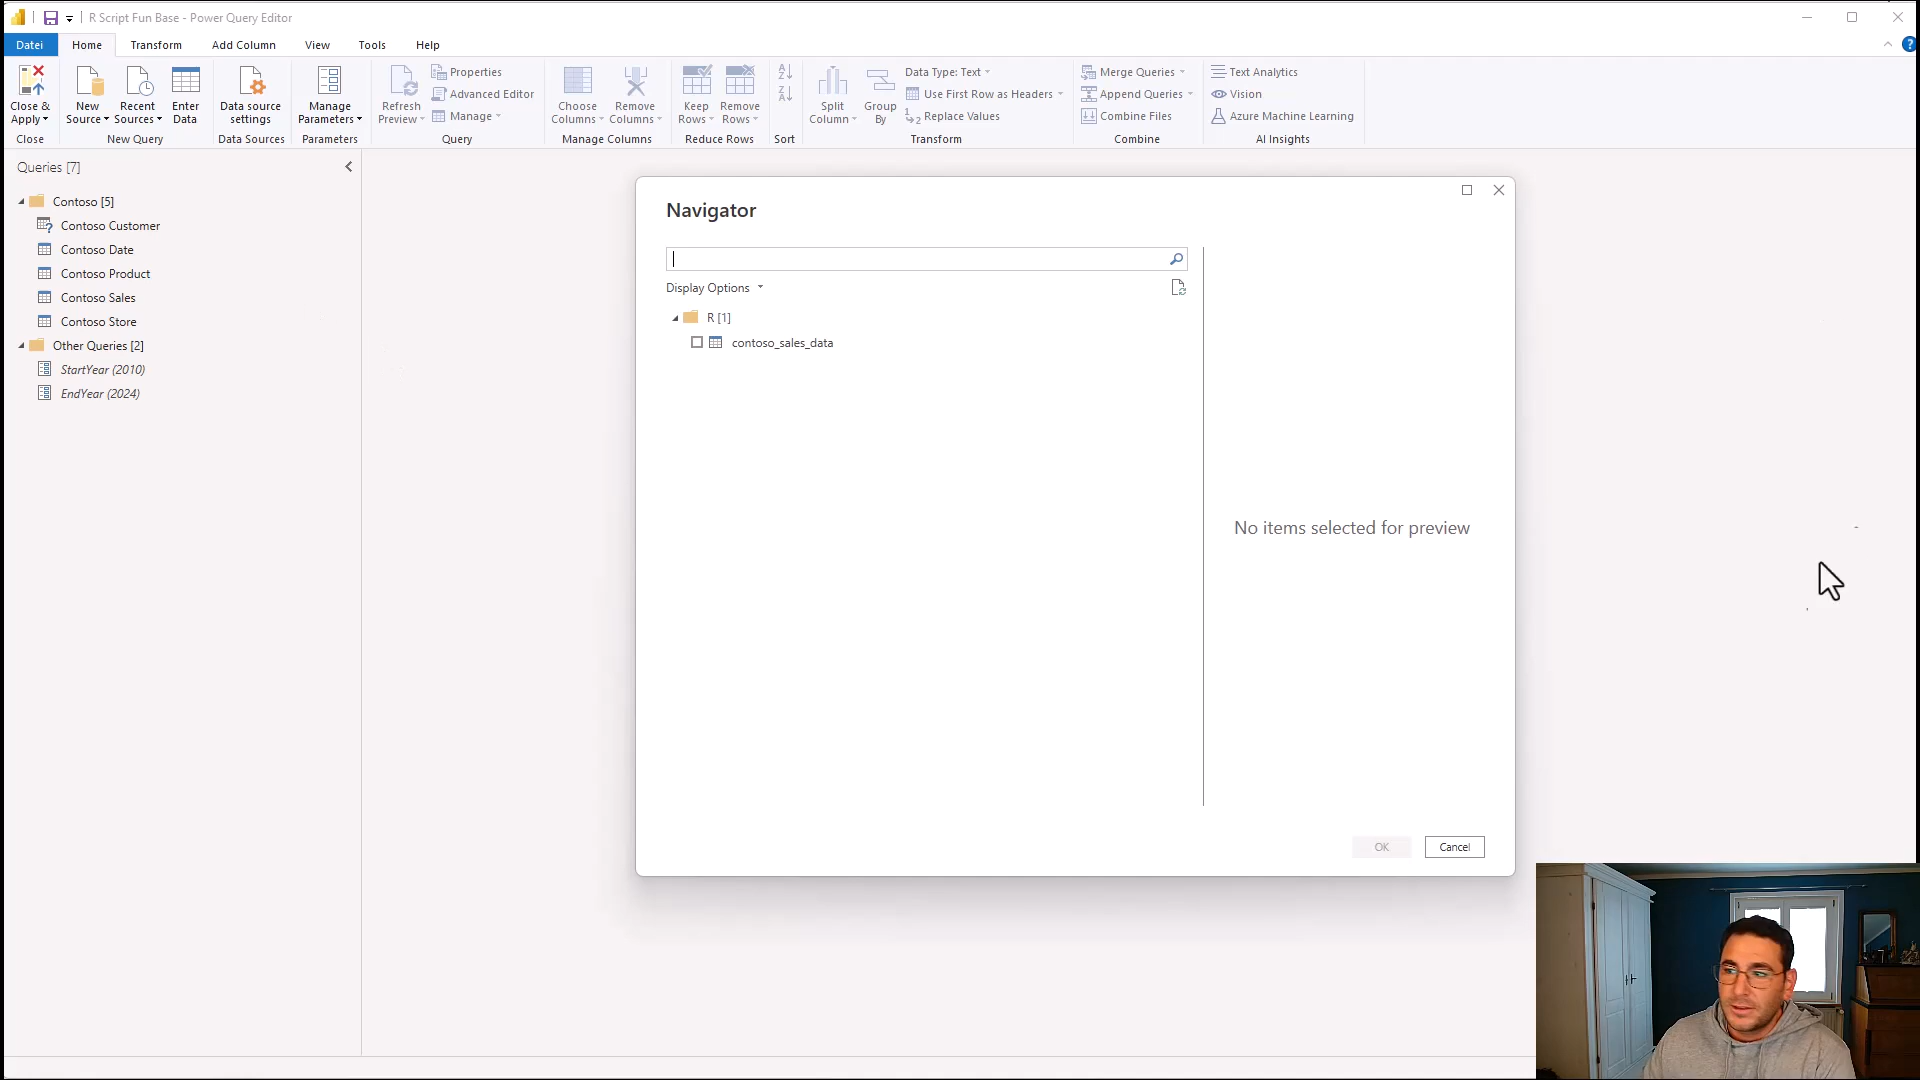 R Script Fun Base - Power Query Editor
Datei Home Transform Add Column View Tools Help
Close & Apply
New Source
Recent Sources
Enter Data
Data source settings
Manage Parameters
Refresh Preview
Properties
Advanced Editor
Manage
Choose Columns
Remove Columns
Keep Rows
Remove Rows
Split Column
Group By
Data Type: Text
Use First Row as Headers
Replace Values
Merge Queries
Append Queries
Combine Files
Text Analytics
Vision
Azure Machine Learning
Close New Query Data Sources Parameters Query Manage Columns Reduce Rows Sort Transform Combine AI Insights
Queries [7]
Contoso [5]
Contoso Customer
Contoso Date
Contoso Product
Contoso Sales
Contoso Store
Other Queries [2]
StartYear (2010)
EndYear (2024)
Navigator
Display Options
R [1]
contoso_sales_data
No items selected for preview
OK Cancel